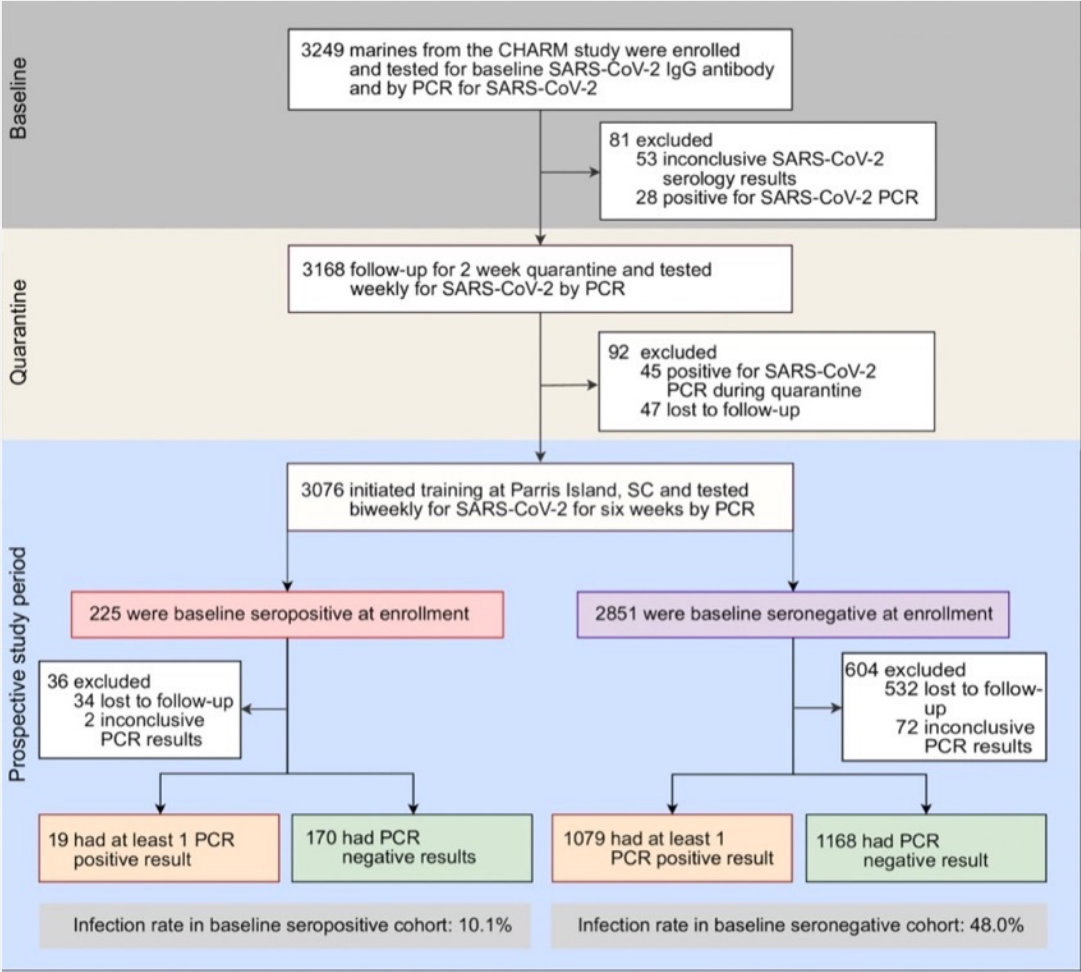 Baseline
3249 marines from the CHARM study were enrolled
and tested for baseline SARS-CoV-2 IgG antibody
and by PCR for SARS-CoV-2
81 excluded
53 inconclusive SARS-CoV-2
serology results
28 positive for SARS-CoV-2 PCR
Quarantine
3168 follow-up for 2 week quarantine and tested
weekly for SARS-CoV-2 by PCR
92 excluded
45 positive for SARS-CoV-2
PCR during quarantine
47 lost to follow-up
Prospective study period
3076 initiated training at Parris Island, SC and tested
biweekly for SARS-CoV-2 for six weeks by PCR
225 were baseline seropositive at enrollment
2851 were baseline seronegative at enrollment
36 excluded
34 lost to follow-up
2 inconclusive
PCR results
604 excluded
532 lost to follow-
up
72 inconclusive
PCR results
19 had at least 1 PCR
positive result
170 had PCR
negative results
1079 had at least 1
PCR positive result
1168 had PCR
negative result
Infection rate in baseline seropositive cohort: 10.1%
Infection rate in baseline seronegative cohort: 48.0%